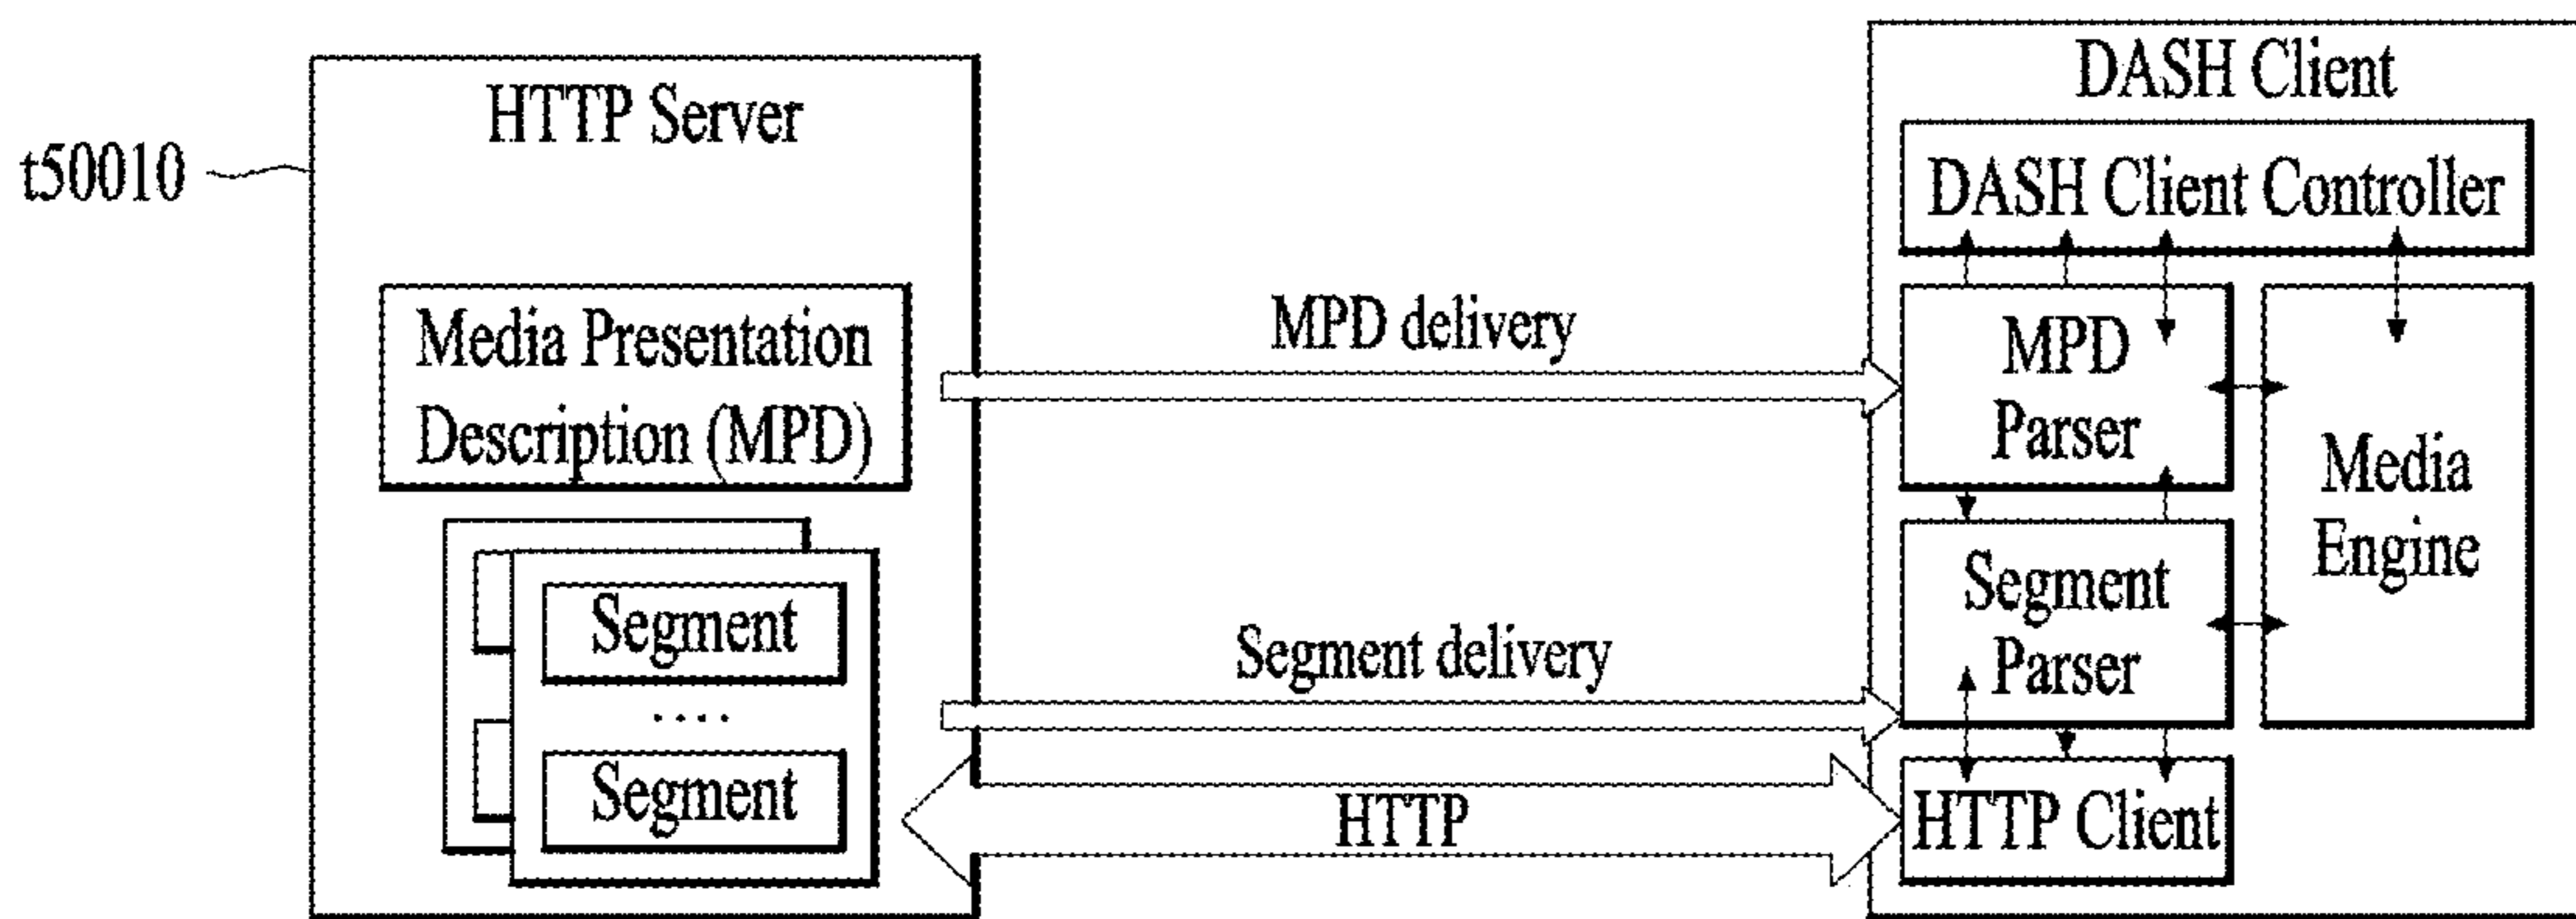 t50010
HTTP Server
Media Presentation
Description (MPD)
Segment
....
Segment
MPD delivery
Segment delivery
HTTP
DASH Client
DASH Client Controller
MPD
Parser
Segment
Parser
HTTP Client
Media
Engine